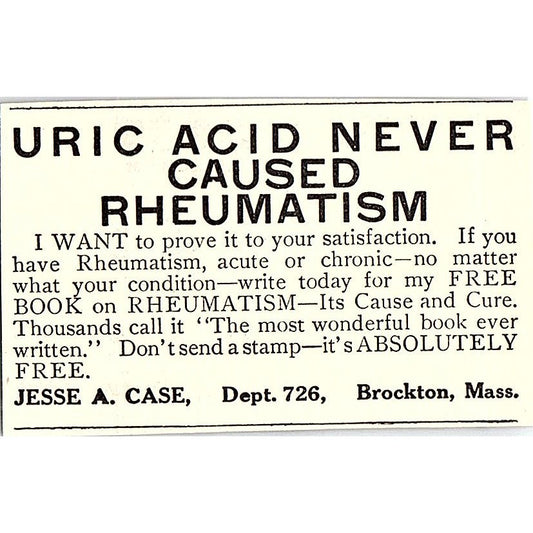 URIC ACID NEVER
CAUSED
RHEUMATISM
I WANT to prove it to your satisfaction. If you
have Rheumatism, acute or chronic—no matter
what your condition—write today for my FREE
BOOK on RHEUMATISM—Its Cause and Cure.
Thousands call it "The most wonderful book ever
written." Don't send a stamp—it's ABSOLUTELY
FREE.
JESSE A. CASE, Dept. 726, Brockton, Mass.